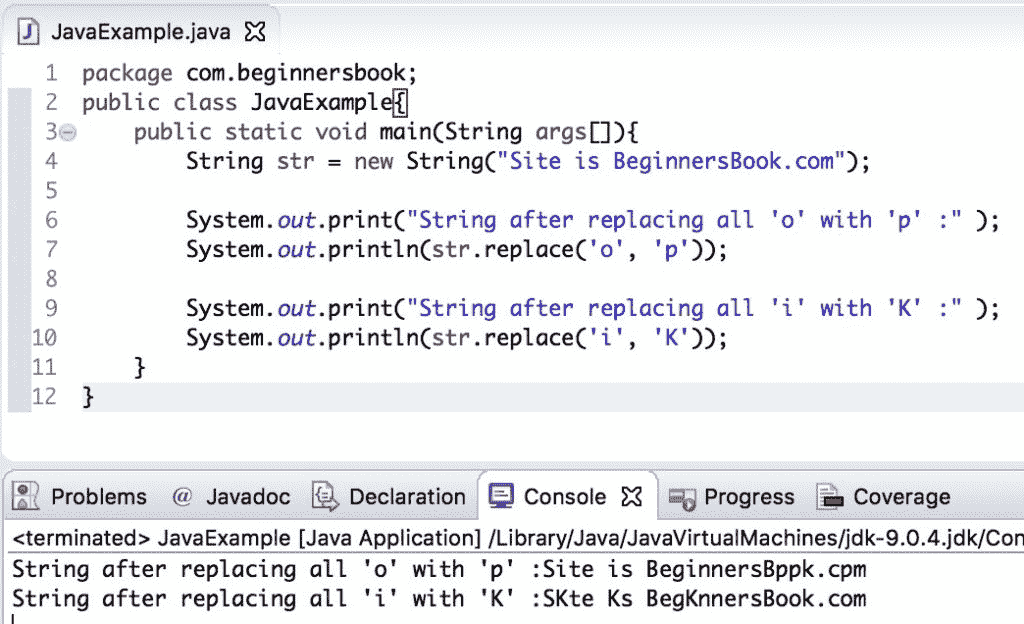 JavaExample.java
1 package com.beginnersbook;
2 public class JavaExample{
3 public static void main(String args[]){
4 String str = new String("Site is BeginnersBook.com");
5
6 System.out.print("String after replacing all 'o' with 'p' :" );
7 System.out.println(str.replace('o', 'p'));
8
9 System.out.print("String after replacing all 'i' with 'K' :" );
10 System.out.println(str.replace('i', 'K'));
11 }
12 }
Problems @ Javadoc Declaration Console Progress Coverage
<terminated> JavaExample [Java Application] /Library/Java/JavaVirtualMachines/jdk-9.0.4.jdk/Con
String after replacing all 'o' with 'p' :Site is BeginnersBppk.cpm
String after replacing all 'i' with 'K' :SKte Ks BegKnnersBook.com